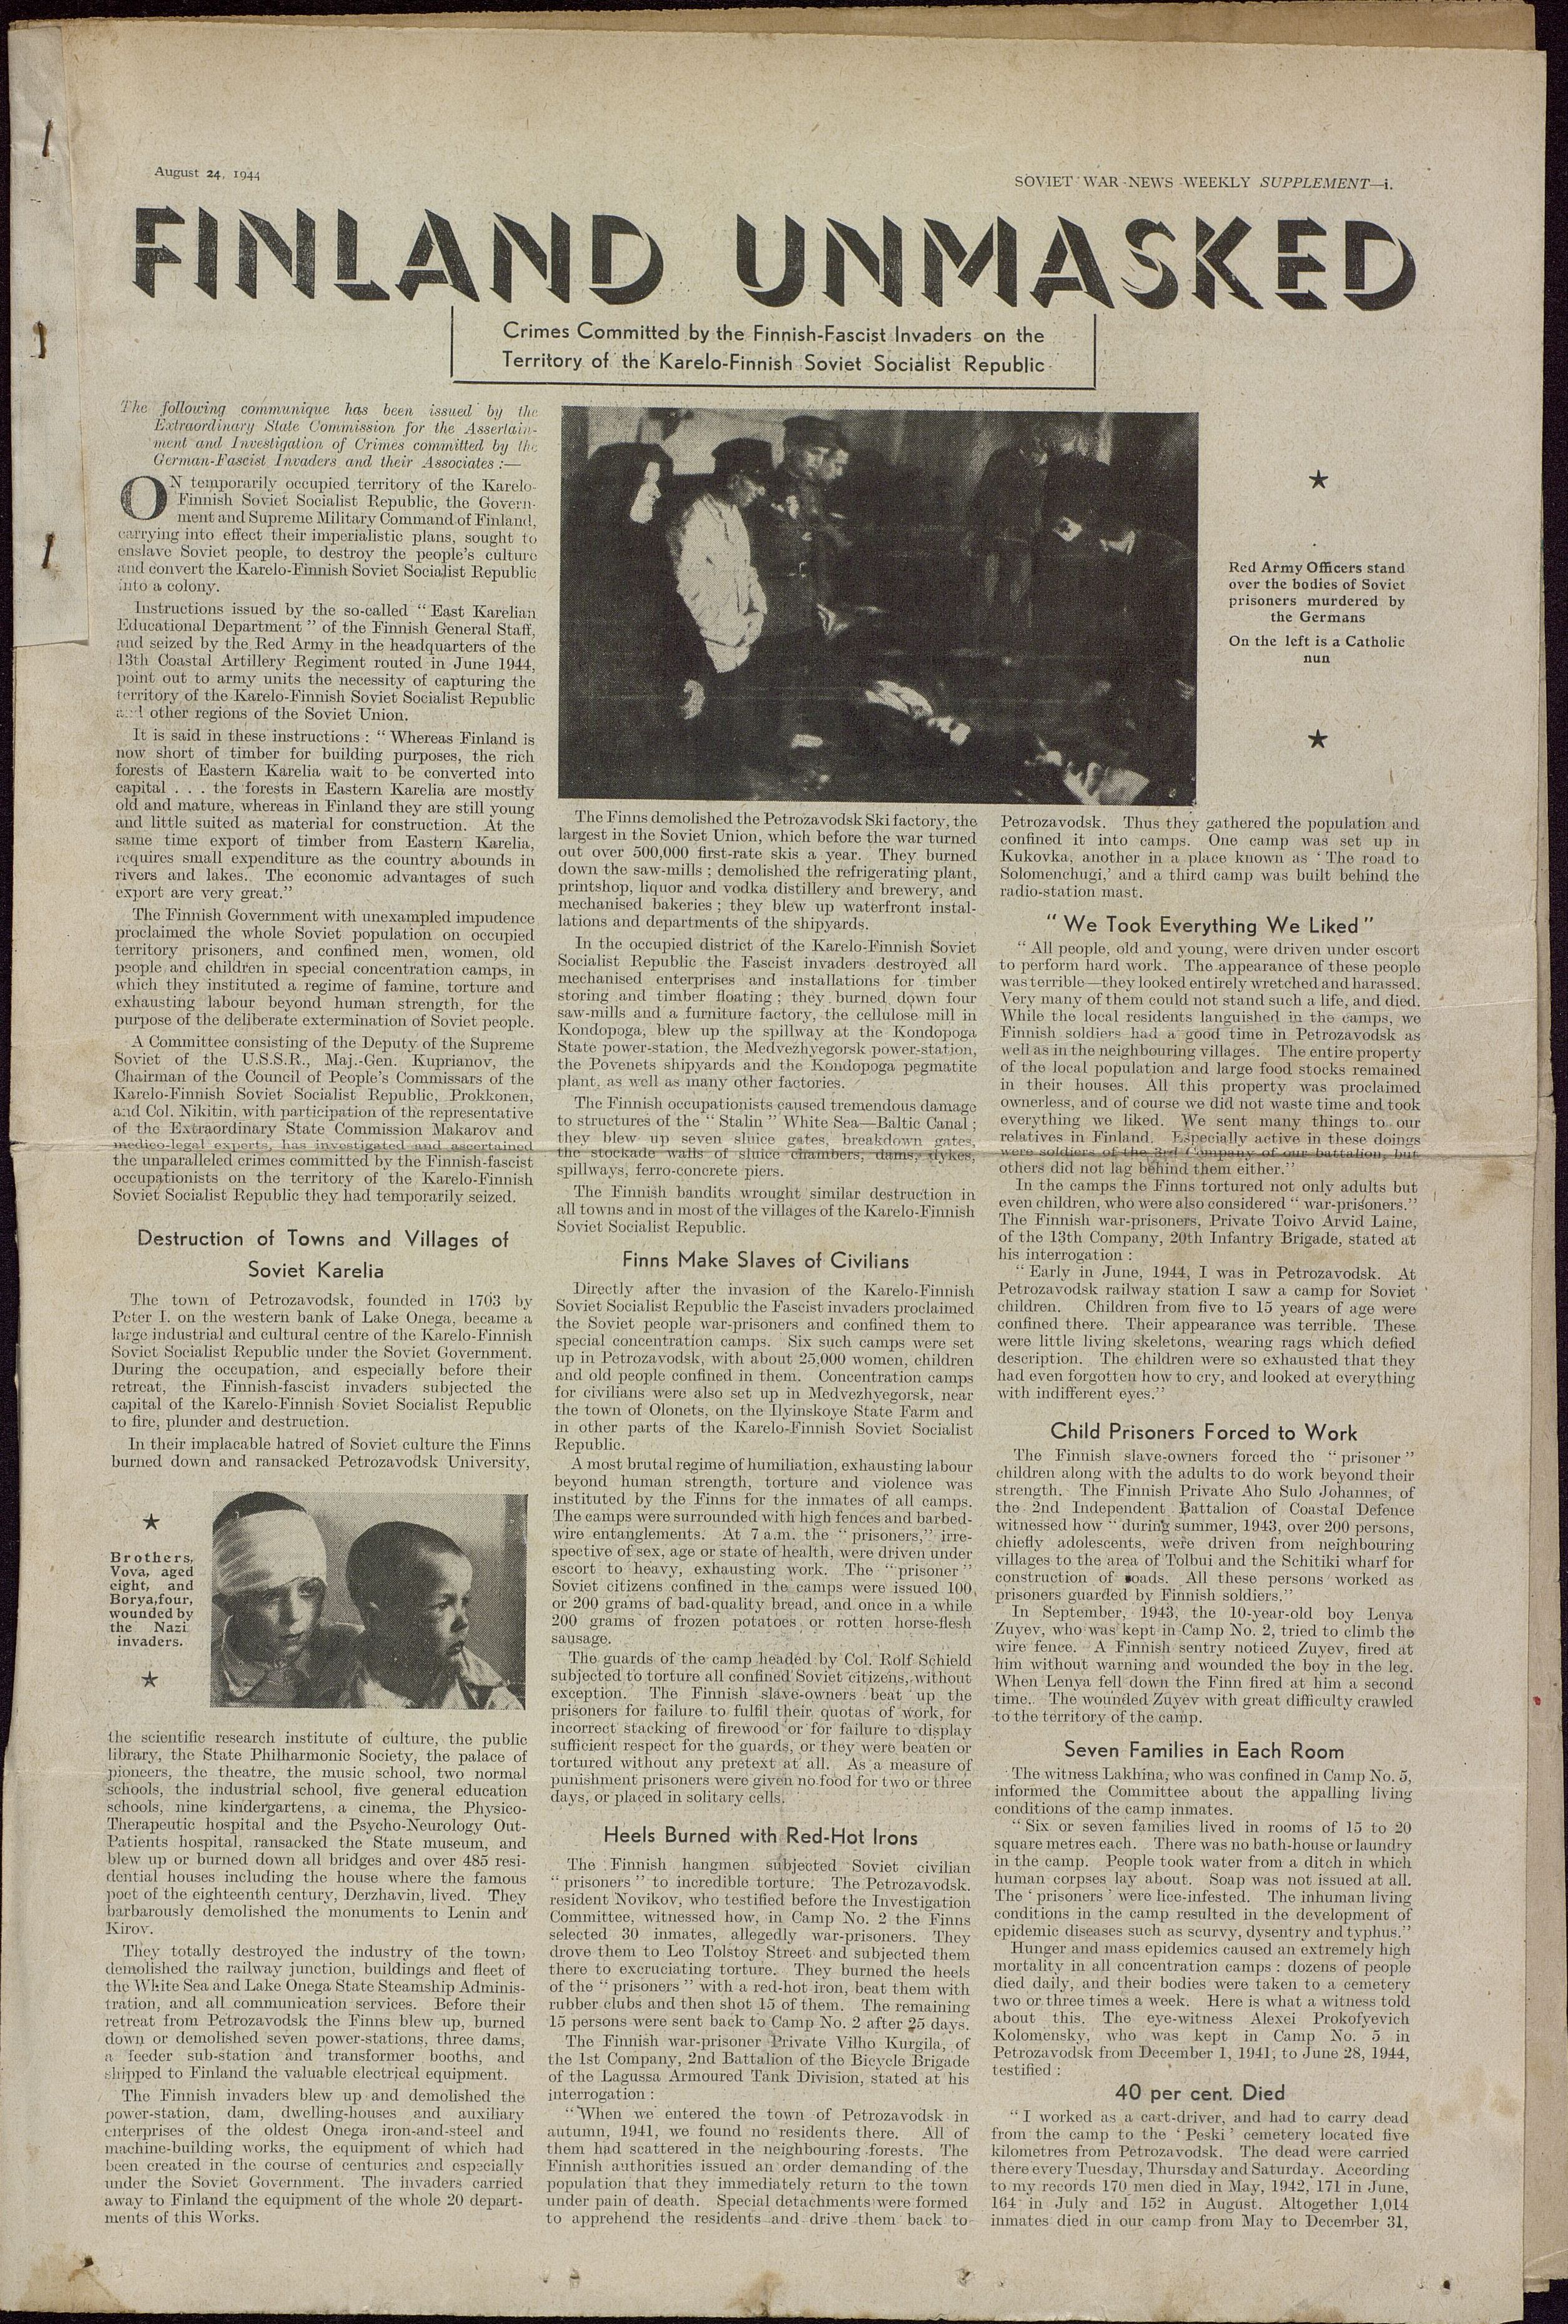 August 24, 1944
SOVIET WAR NEWS WEEKLY SUPPLEMENT—i.
FINLAND UNMASKED
Crimes Committed by the Finnish-Fascist Invaders on the
Territory of the Karelo-Finnish Soviet Socialist Republic
The following communique has been issued by the
Extraordinary State Commission for the Assertain-
ment and Investigation of Crimes committed by the
German-Fascist Invaders and their Associates :—
ON temporarily occupied territory of the Karelo-
Finnish Soviet Socialist Republic, the Govern-
ment and Supreme Military Command of Finland,
carrying into effect their imperialistic plans, sought to
enslave Soviet people, to destroy the people's culture
and convert the Karelo-Finnish Soviet Socialist Republic
into a colony.
Instructions issued by the so-called “ East Karelian
Educational Department ” of the Finnish General Staff,
and seized by the Red Army in the headquarters of the
13th Coastal Artillery Regiment routed in June 1944,
point out to army units the necessity of capturing the
territory of the Karelo-Finnish Soviet Socialist Republic
and other regions of the Soviet Union.
It is said in these instructions : “ Whereas Finland is
now short of timber for building purposes, the rich
forests of Eastern Karelia wait to be converted into
capital . . . the forests in Eastern Karelia are mostly
old and mature, whereas in Finland they are still young
and little suited as material for construction. At the
same time export of timber from Eastern Karelia,
requires small expenditure as the country abounds in
rivers and lakes. The economic advantages of such
export are very great.”
The Finnish Government with unexampled impudence
proclaimed the whole Soviet population on occupied
territory prisoners, and confined men, women, old
people and children in special concentration camps, in
which they instituted a regime of famine, torture and
exhausting labour beyond human strength, for the
purpose of the deliberate extermination of Soviet people.
A Committee consisting of the Deputy of the Supreme
Soviet of the U.S.S.R., Maj.-Gen. Kuprianov, the
Chairman of the Council of People's Commissars of the
Karelo-Finnish Soviet Socialist Republic, Prokkonen,
and Col. Nikitin, with participation of the representative
of the Extraordinary State Commission Makarov and
medico-legal experts, has investigated and ascertained
the unparalleled crimes committed by the Finnish-fascist
occupationists on the territory of the Karelo-Finnish
Soviet Socialist Republic they had temporarily seized.
Destruction of Towns and Villages of
Soviet Karelia
The town of Petrozavodsk, founded in 1703 by
Peter I. on the western bank of Lake Onega, became a
large industrial and cultural centre of the Karelo-Finnish
Soviet Socialist Republic under the Soviet Government.
During the occupation, and especially before their
retreat, the Finnish-fascist invaders subjected the
capital of the Karelo-Finnish Soviet Socialist Republic
to fire, plunder and destruction.
In their implacable hatred of Soviet culture the Finns
burned down and ransacked Petrozavodsk University,
Brothers,
Vova, aged
eight, and
Borya, four,
wounded by
the Nazi
invaders.
the scientific research institute of culture, the public
library, the State Philharmonic Society, the palace of
pioneers, the theatre, the music school, two normal
schools, the industrial school, five general education
schools, nine kindergartens, a cinema, the Physico-
Therapeutic hospital and the Psycho-Neurology Out-
Patients hospital, ransacked the State museum, and
blew up or burned down all bridges and over 485 resi-
dential houses including the house where the famous
poet of the eighteenth century, Derzhavin, lived. They
barbarously demolished the monuments to Lenin and
Kirov.
They totally destroyed the industry of the town,
demolished the railway junction, buildings and fleet of
the White Sea and Lake Onega State Steamship Adminis-
tration, and all communication services. Before their
retreat from Petrozavodsk the Finns blew up, burned
down or demolished seven power-stations, three dams,
a feeder sub-station and transformer booths, and
shipped to Finland the valuable electrical equipment.
The Finnish invaders blew up and demolished the
power-station, dam, dwelling-houses and auxiliary
enterprises of the oldest Onega iron-and-steel and
machine-building works, the equipment of which had
been created in the course of centuries and especially
under the Soviet Government. The invaders carried
away to Finland the equipment of the whole 20 depart-
ments of this Works.
Red Army Officers stand
over the bodies of Soviet
prisoners murdered by
the Germans
On the left is a Catholic
nun
The Finns demolished the Petrozavodsk Ski factory, the
largest in the Soviet Union, which before the war turned
out over 500,000 first-rate skis a year. They burned
down the saw-mills ; demolished the refrigerating plant,
printshop, liquor and vodka distillery and brewery, and
mechanised bakeries ; they blew up waterfront instal-
lations and departments of the shipyards.
In the occupied district of the Karelo-Finnish Soviet
Socialist Republic the Fascist invaders destroyed all
mechanised enterprises and installations for timber
storing and timber floating ; they burned down four
saw-mills and a furniture factory, the cellulose mill in
Kondopoga, blew up the spillway at the Kondopoga
State power-station, the Medvezhyegorsk power-station,
the Povenets shipyards and the Kondopoga pegmatite
plant, as well as many other factories.
The Finnish occupationists caused tremendous damage
to structures of the “ Stalin ” White Sea—Baltic Canal ;
they blew up seven sluice gates, breakdown gates,
the stockade walls of sluice chambers, dams, dykes,
spillways, ferro-concrete piers.
The Finnish bandits wrought similar destruction in
all towns and in most of the villages of the Karelo-Finnish
Soviet Socialist Republic.
Finns Make Slaves of Civilians
Directly after the invasion of the Karelo-Finnish
Soviet Socialist Republic the Fascist invaders proclaimed
the Soviet people war-prisoners and confined them to
special concentration camps. Six such camps were set
up in Petrozavodsk, with about 25,000 women, children
and old people confined in them. Concentration camps
for civilians were also set up in Medvezhyegorsk, near
the town of Olonets, on the Ilyinskoye State Farm and
in other parts of the Karelo-Finnish Soviet Socialist
Republic.
A most brutal regime of humiliation, exhausting labour
beyond human strength, torture and violence was
instituted by the Finns for the inmates of all camps.
The camps were surrounded with high fences and barbed-
wire entanglements. At 7 a.m. the “ prisoners,” irre-
spective of sex, age or state of health, were driven under
escort to heavy, exhausting work. The “ prisoner ”
Soviet citizens confined in the camps were issued 100
or 200 grams of bad-quality bread, and once in a while
200 grams of frozen potatoes or rotten horse-flesh
sausage.
The guards of the camp headed by Col. Rolf Schield
subjected to torture all confined Soviet citizens, without
exception. The Finnish slave-owners beat up the
prisoners for failure to fulfil their quotas of work, for
incorrect stacking of firewood or for failure to display
sufficient respect for the guards, or they were beaten or
tortured without any pretext at all. As a measure of
punishment prisoners were given no food for two or three
days, or placed in solitary cells.
Heels Burned with Red-Hot Irons
The Finnish hangmen subjected Soviet civilian
“ prisoners ” to incredible torture. The Petrozavodsk
resident Novikov, who testified before the Investigation
Committee, witnessed how, in Camp No. 2 the Finns
selected 30 inmates, allegedly war-prisoners. They
drove them to Leo Tolstoy Street and subjected them
there to excruciating torture. They burned the heels
of the “ prisoners ” with a red-hot iron, beat them with
rubber clubs and then shot 15 of them. The remaining
15 persons were sent back to Camp No. 2 after 25 days.
The Finnish war-prisoner Private Vilho Kurgila, of
the 1st Company, 2nd Battalion of the Bicycle Brigade
of the Lagussa Armoured Tank Division, stated at his
interrogation :
“ When we entered the town of Petrozavodsk in
autumn, 1941, we found no residents there. All of
them had scattered in the neighbouring forests. The
Finnish authorities issued an order demanding of the
population that they immediately return to the town
under pain of death. Special detachments were formed
to apprehend the residents and drive them back to
Petrozavodsk. Thus they gathered the population and
confined it into camps. One camp was set up in
Kukovka, another in a place known as ‘ The road to
Solomenchugi,’ and a third camp was built behind the
radio-station mast.
“ We Took Everything We Liked ”
“ All people, old and young, were driven under escort
to perform hard work. The appearance of these people
was terrible—they looked entirely wretched and harassed.
Very many of them could not stand such a life, and died.
While the local residents languished in the camps, we
Finnish soldiers had a good time in Petrozavodsk as
well as in the neighbouring villages. The entire property
of the local population and large food stocks remained
in their houses. All this property was proclaimed
ownerless, and of course we did not waste time and took
everything we liked. We sent many things to our
relatives in Finland. Especially active in these doings
were soldiers of the 3rd Company of our battalion, but
others did not lag behind them either.”
In the camps the Finns tortured not only adults but
even children, who were also considered “ war-prisoners.”
The Finnish war-prisoners, Private Toivo Arvid Laine,
of the 13th Company, 20th Infantry Brigade, stated at
his interrogation :
“ Early in June, 1944, I was in Petrozavodsk. At
Petrozavodsk railway station I saw a camp for Soviet
children. Children from five to 15 years of age were
confined there. Their appearance was terrible. These
were little living skeletons, wearing rags which defied
description. The children were so exhausted that they
had even forgotten how to cry, and looked at everything
with indifferent eyes.”
Child Prisoners Forced to Work
The Finnish slave-owners forced the “ prisoner ”
children along with the adults to do work beyond their
strength. The Finnish Private Aho Sulo Johannes, of
the 2nd Independent Battalion of Coastal Defence
witnessed how “ during summer, 1943, over 200 persons,
chiefly adolescents, were driven from neighbouring
villages to the area of Tolbui and the Schitiki wharf for
construction of roads. All these persons worked as
prisoners guarded by Finnish soldiers.”
In September, 1943, the 10-year-old boy Lenya
Zuyev, who was kept in Camp No. 2, tried to climb the
wire fence. A Finnish sentry noticed Zuyev, fired at
him without warning and wounded the boy in the leg.
When Lenya fell down the Finn fired at him a second
time. The wounded Zuyev with great difficulty crawled
to the territory of the camp.
Seven Families in Each Room
The witness Lakhina, who was confined in Camp No. 5,
informed the Committee about the appalling living
conditions of the camp inmates.
“ Six or seven families lived in rooms of 15 to 20
square metres each. There was no bath-house or laundry
in the camp. People took water from a ditch in which
human corpses lay about. Soap was not issued at all.
The ‘ prisoners ’ were lice-infested. The inhuman living
conditions in the camp resulted in the development of
epidemic diseases such as scurvy, dysentry and typhus.”
Hunger and mass epidemics caused an extremely high
mortality in all concentration camps : dozens of people
died daily, and their bodies were taken to a cemetery
two or three times a week. Here is what a witness told
about this. The eye-witness Alexei Prokofyevich
Kolomensky, who was kept in Camp No. 5 in
Petrozavodsk from December 1, 1941, to June 28, 1944,
testified :
40 per cent. Died
“ I worked as a cart-driver, and had to carry dead
from the camp to the ‘ Peski ’ cemetery located five
kilometres from Petrozavodsk. The dead were carried
there every Tuesday, Thursday and Saturday. According
to my records 170 men died in May, 1942, 171 in June,
164 in July and 152 in August. Altogether 1,014
inmates died in our camp from May to December 31,